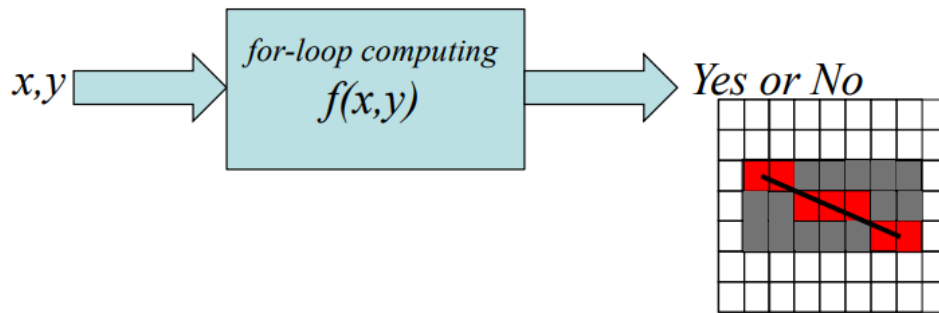 for-loop computing
x,y
f(x,y)
Yes or No